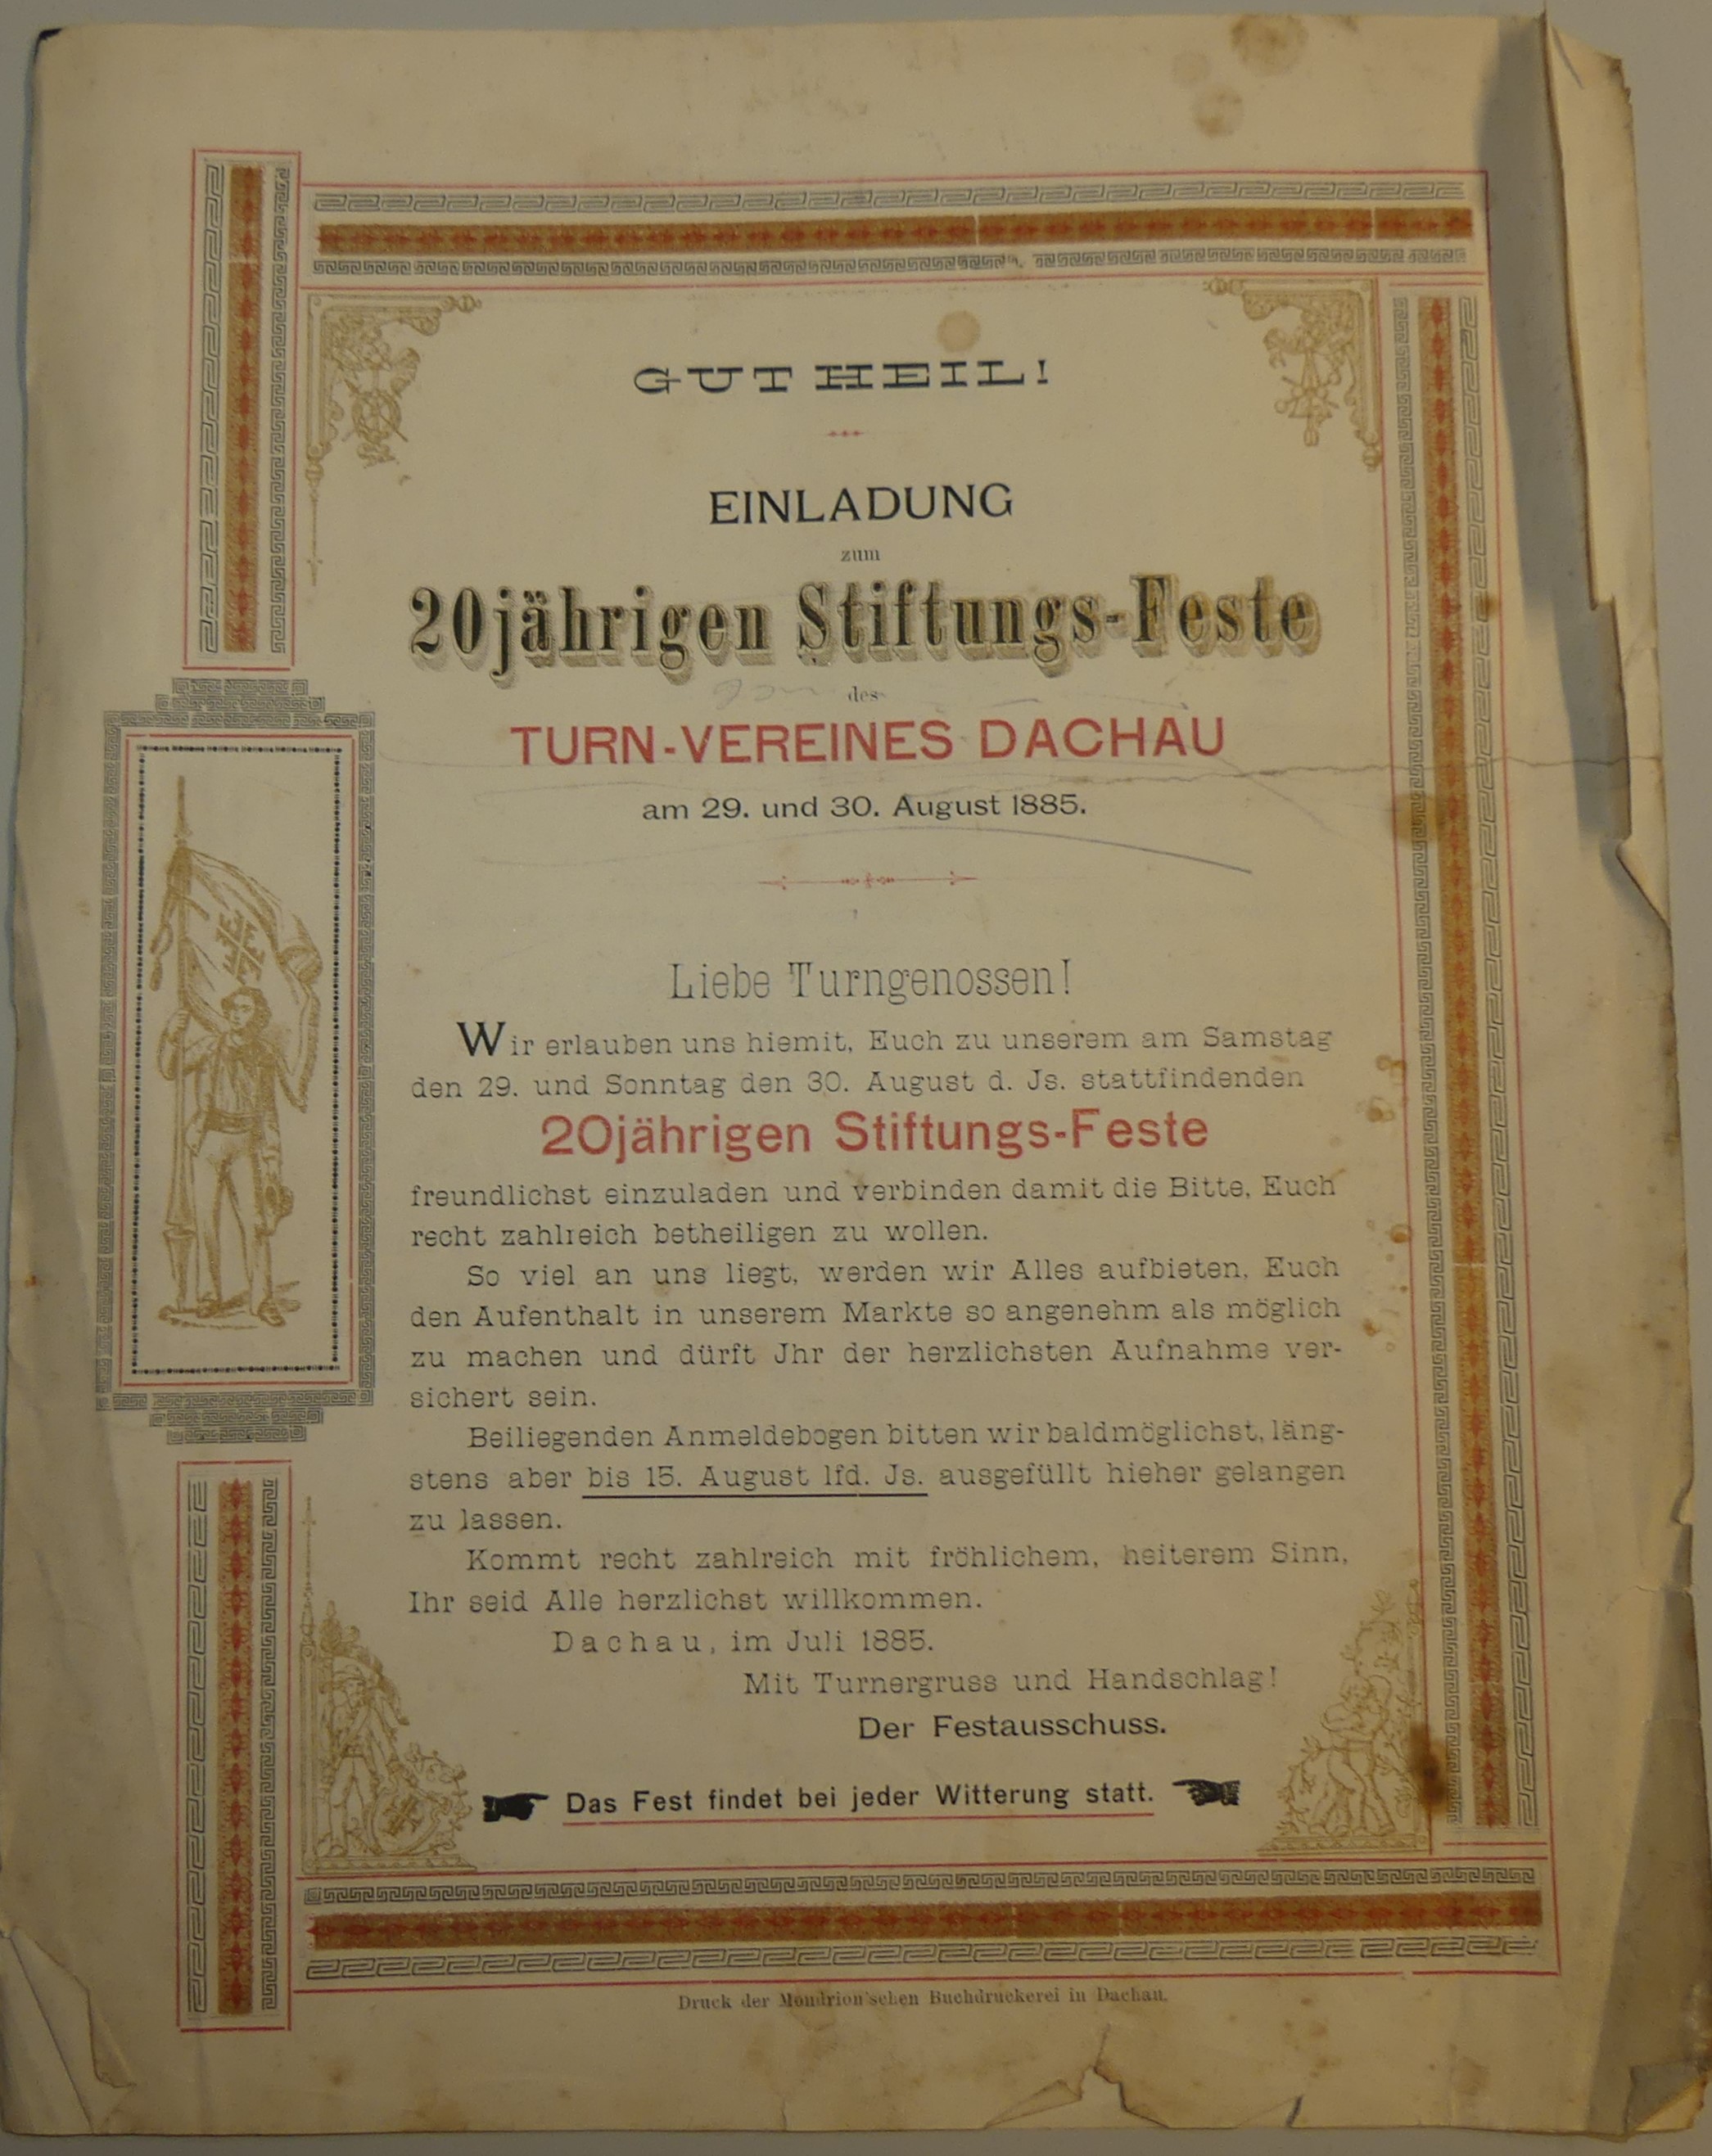 GUT HEIL!
EINLADUNG
zum
20jährigen Stiftungs-Feste
des
TURN-VEREINES DACHAU
am 29. und 30. August 1885.
Liebe Turngenossen!
Wir erlauben uns hiemit, Euch zu unserem am Samstag
den 29. und Sonntag den 30. August d. Js. stattfindenden
20jährigen Stiftungs-Feste
freundlichst einzuladen und verbinden damit die Bitte, Euch
recht zahlreich betheiligen zu wollen.
So viel an uns liegt, werden wir Alles aufbieten, Euch
den Aufenthalt in unserem Markte so angenehm als möglich
zu machen und dürft Jhr der herzlichsten Aufnahme ver-
sichert sein.
Beiliegenden Anmeldebogen bitten wir baldmöglichst, läng-
stens aber bis 15. August lfd. Js. ausgefüllt hieher gelangen
zu lassen.
Kommt recht zahlreich mit fröhlichem, heiterem Sinn,
Ihr seid Alle herzlichst willkommen.
Dachau, im Juli 1885.
Mit Turnergruss und Handschlag!
Der Festausschuss.
Das Fest findet bei jeder Witterung statt.
Druck der Mondrion'schen Buchdruckerei in Dachau.